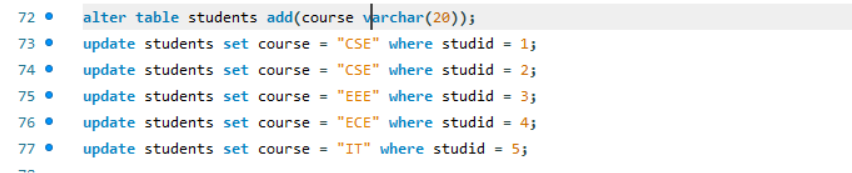 72 alter table students add(course varchar(20));
73 update students set course = "CSE" where studid = 1;
74 update students set course = "CSE" where studid = 2;
75 update students set course = "EEE" where studid = 3;
76 update students set course = "ECE" where studid = 4;
77 update students set course = "IT" where studid = 5;